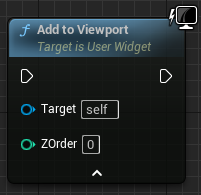 f Add to Viewport
Target is User Widget
Target self
ZOrder 0